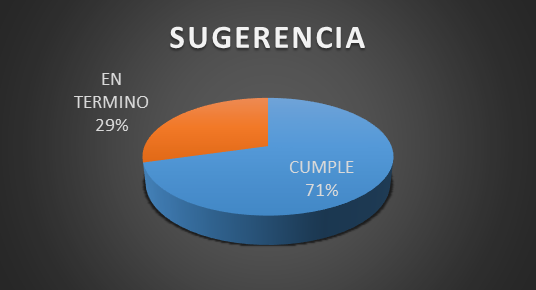 SUGERENCIA
EN
TERMINO
29%
CUMPLE
71%